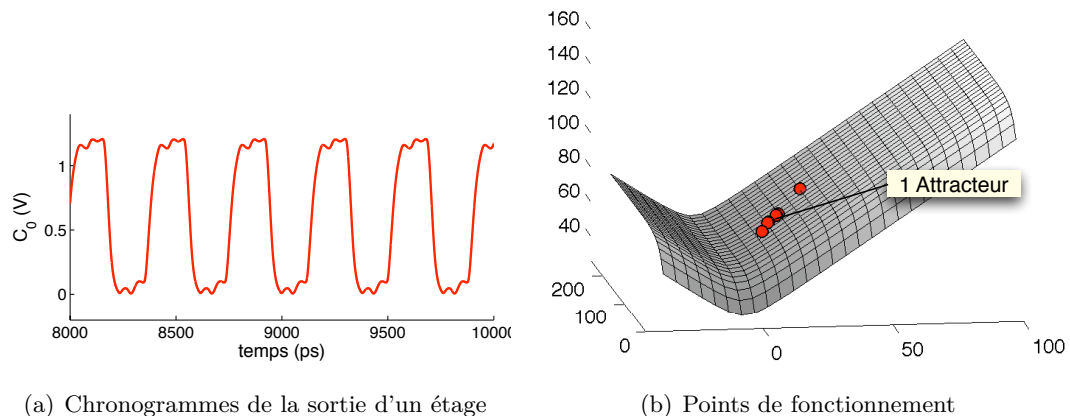 C₀ (V)
1
0.5
0
8000 8500 9000 9500 10000
temps (ps)
(a) Chronogrammes de la sortie d'un étage
160
140
120
100
80
60
40
200
100
0
0 50 100
1 Attracteur
(b) Points de fonctionnement